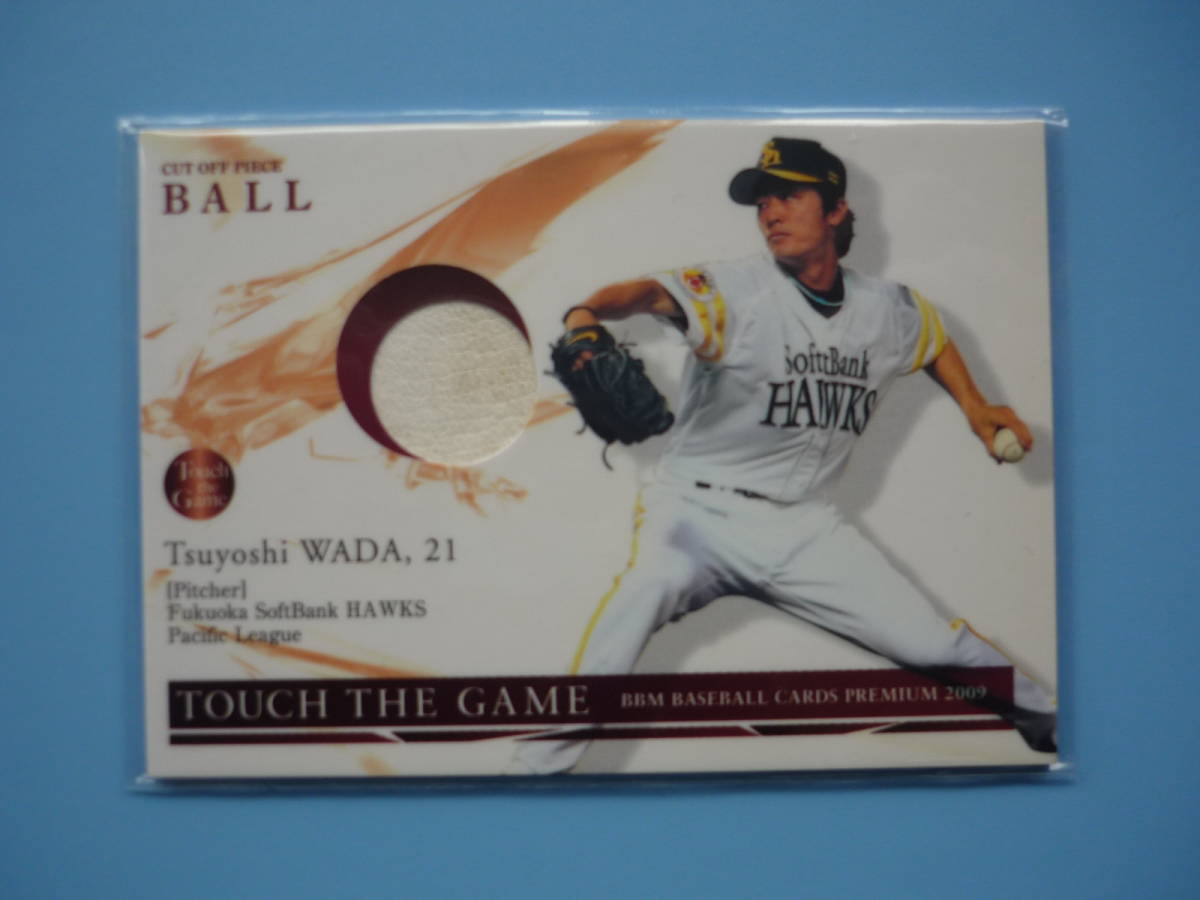 CUT OFF PIECE
BALL
SH
SoftBank
HAWKS
Touch
the
Game
Tsuyoshi WADA, 21
[Pitcher]
Fukuoka SoftBank HAWKS
Pacific League
TOUCH THE GAME
BBM BASEBALL CARDS PREMIUM 2009